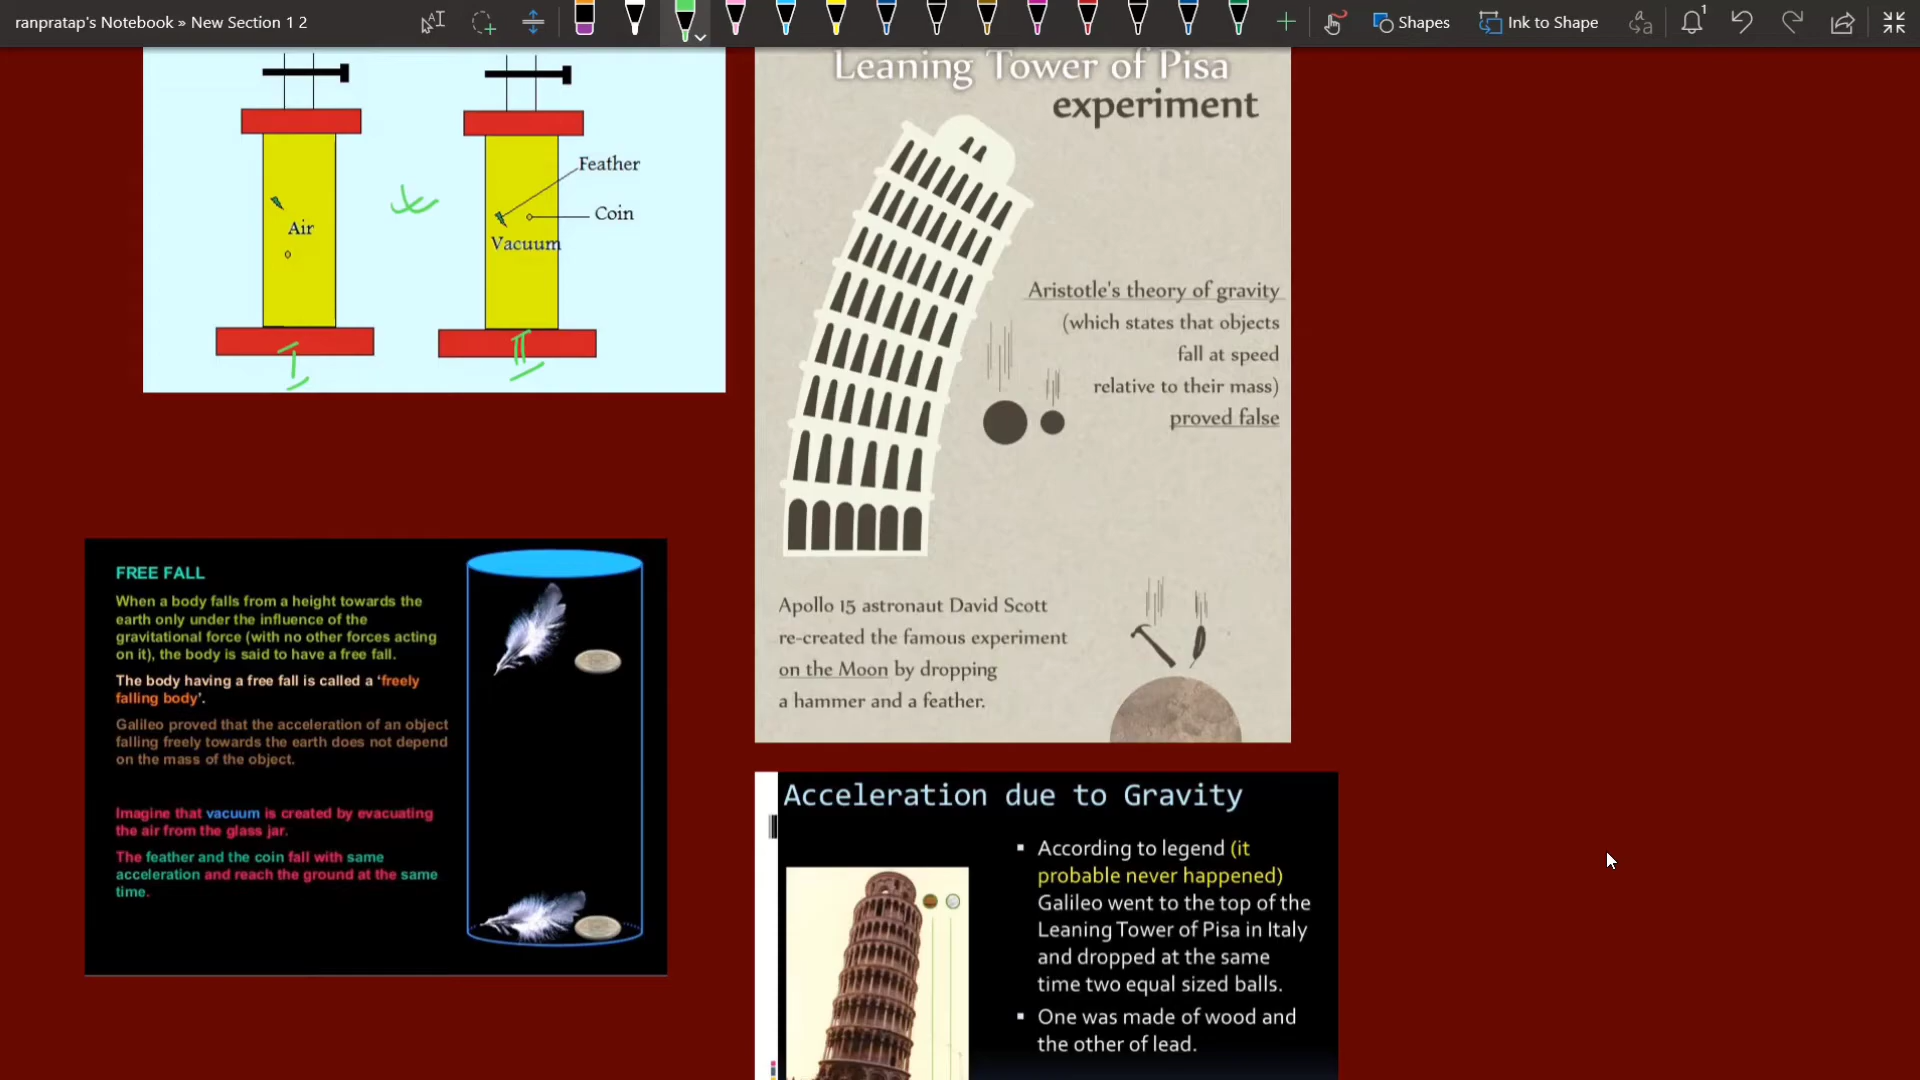 ranpratap's Notebook » New Section 1 2
Shapes
Ink to Shape
1
Feather
Coin
Air
Vacuum
I
II
Leaning Tower of Pisa
experiment
Aristotle's theory of gravity
(which states that objects
fall at speed
relative to their mass)
proved false
Apollo 15 astronaut David Scott
re-created the famous experiment
on the Moon by dropping
a hammer and a feather.
FREE FALL
When a body falls from a height towards the
earth only under the influence of the
gravitational force (with no other forces acting
on it), the body is said to have a free fall.
The body having a free fall is called a ‘freely
falling body’.
Galileo proved that the acceleration of an object
falling freely towards the earth does not depend
on the mass of the object.
Imagine that vacuum is created by evacuating
the air from the glass jar.
The feather and the coin fall with same
acceleration and reach the ground at the same
time.
Acceleration due to Gravity
▪ According to legend (it
probable never happened)
Galileo went to the top of the
Leaning Tower of Pisa in Italy
and dropped at the same
time two equal sized balls.
▪ One was made of wood and
the other of lead.